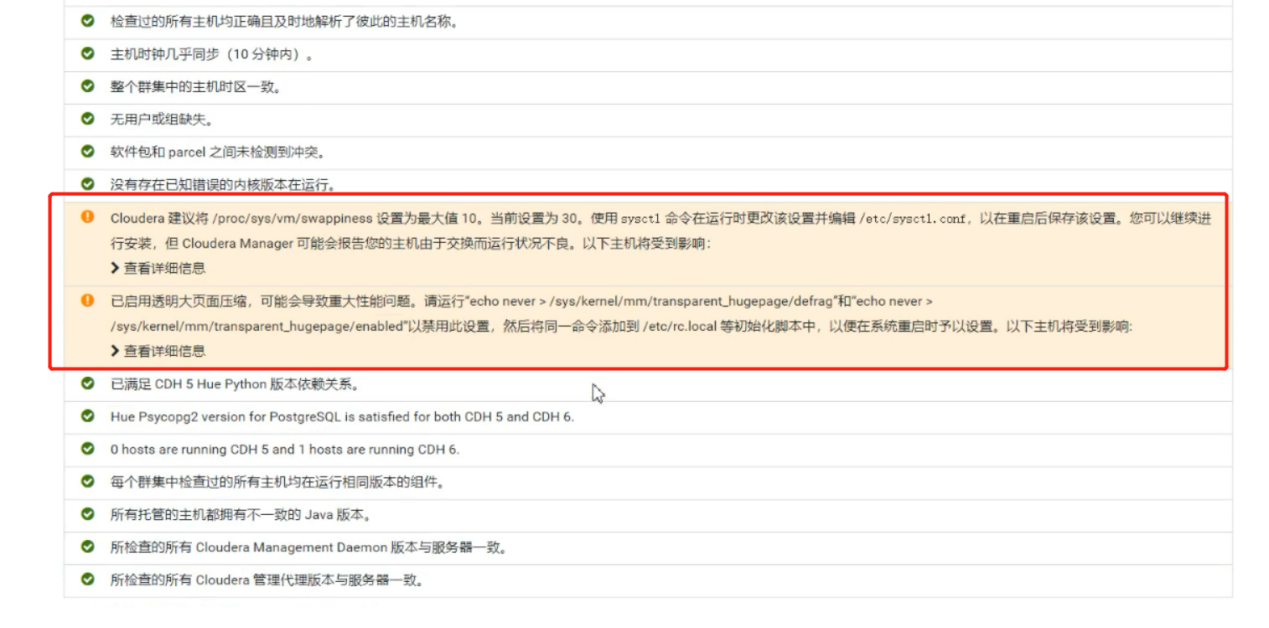 检查过的所有主机均正确且及时地解析了彼此的主机名称。
主机时钟几乎同步（10 分钟内）。
整个群集中的主机时区一致。
无用户或组缺失。
软件包和 parcel 之间未检测到冲突。
没有存在已知错误的内核版本在运行。
Cloudera 建议将 /proc/sys/vm/swappiness 设置为最大值 10。当前设置为 30。使用 sysctl 命令在运行时更改该设置并编辑 /etc/sysctl.conf，以在重启后保存该设置。您可以继续进
行安装，但 Cloudera Manager 可能会报告您的主机由于交换而运行状况不良。以下主机将受到影响：
查看详细信息
已启用透明大页面压缩，可能会导致重大性能问题。请运行"echo never > /sys/kernel/mm/transparent_hugepage/defrag"和"echo never >
/sys/kernel/mm/transparent_hugepage/enabled"以禁用此设置，然后将同一命令添加到 /etc/rc.local 等初始化脚本中，以便在系统重启时予以设置。以下主机将受到影响:
查看详细信息
已满足 CDH 5 Hue Python 版本依赖关系。
Hue Psycopg2 version for PostgreSQL is satisfied for both CDH 5 and CDH 6.
0 hosts are running CDH 5 and 1 hosts are running CDH 6.
每个群集中检查过的所有主机均在运行相同版本的组件。
所有托管的主机都拥有不一致的 Java 版本。
所检查的所有 Cloudera Management Daemon 版本与服务器一致。
所检查的所有 Cloudera 管理代理版本与服务器一致。